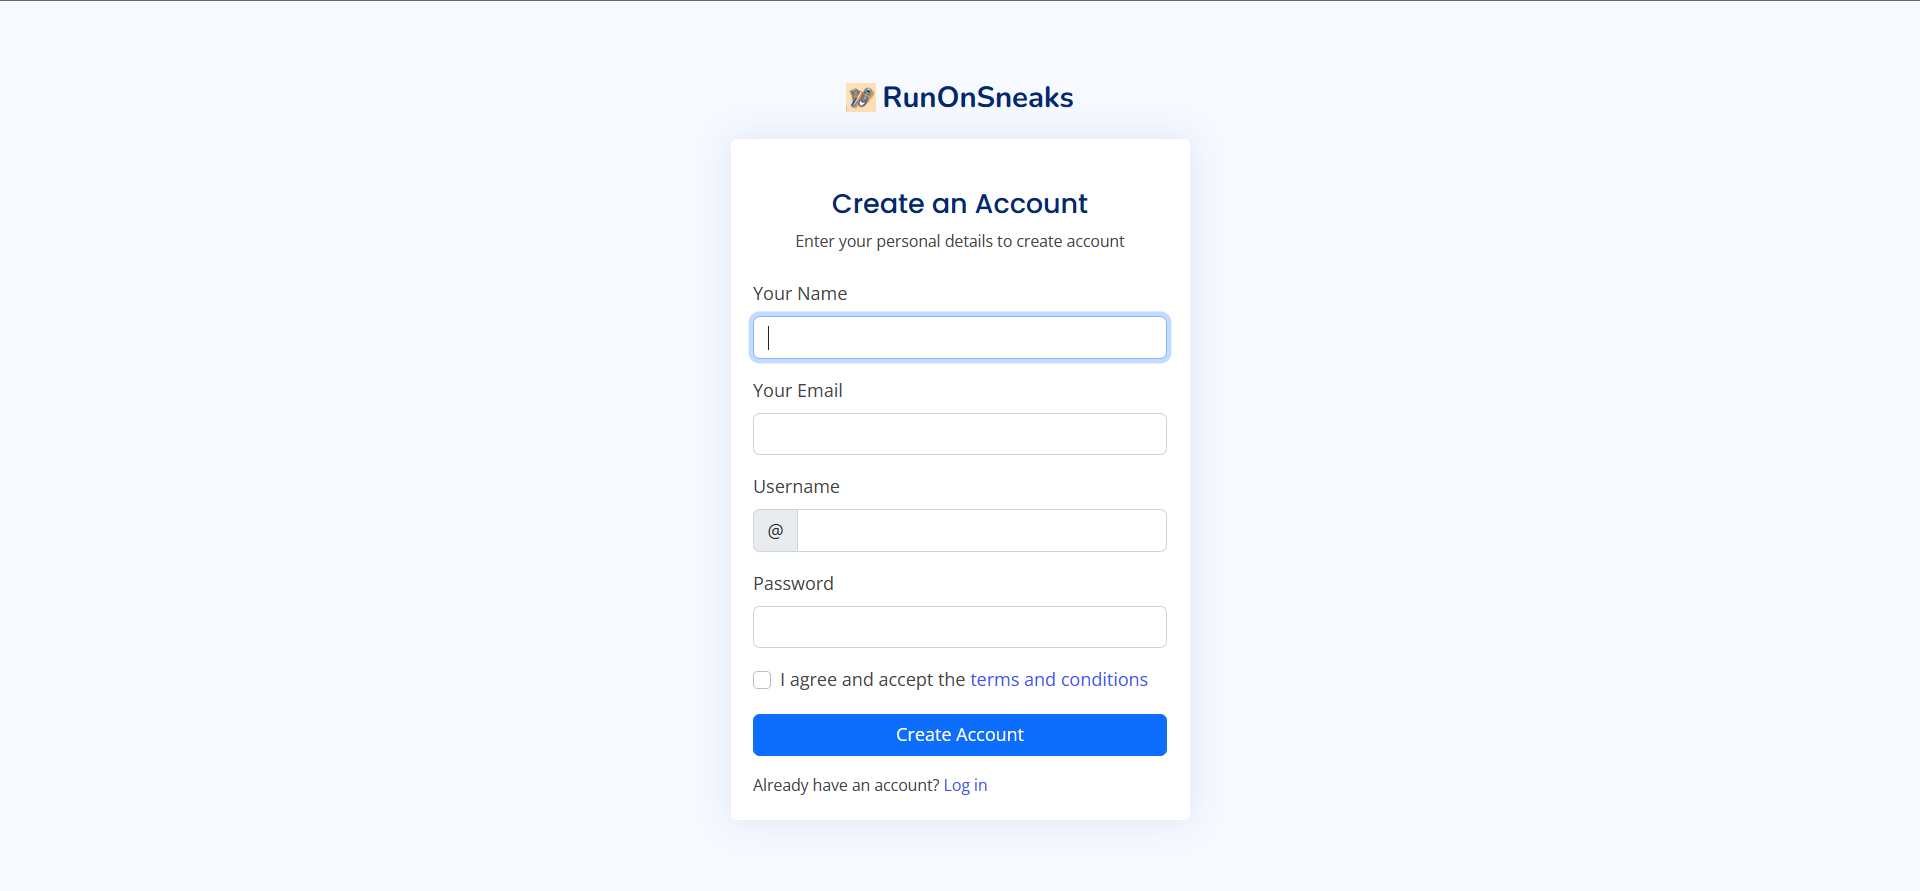 RunOnSneaks
Create an Account
Enter your personal details to create account
Your Name
Your Email
Username
@
Password
I agree and accept the terms and conditions
Create Account
Already have an account? Log in